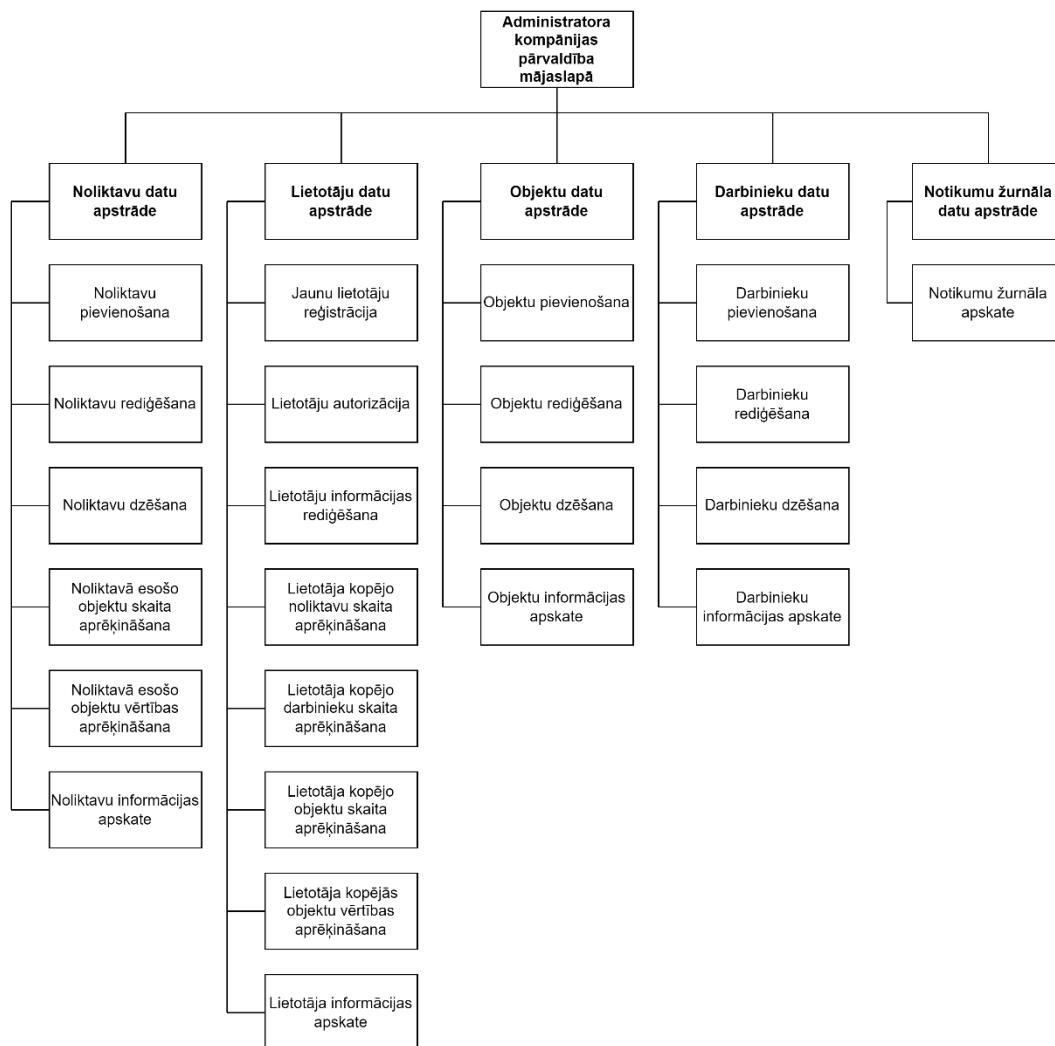 Administratora
kompānijas
pārvaldība
mājaslapā
Noliktavu datu
apstrāde
Noliktavu
pievienošana
Noliktavu rediģēšana
Noliktavu dzēšana
Noliktavā esošo
objektu skaita
aprēķināšana
Noliktavā esošo
objektu vērtības
aprēķināšana
Noliktavu informācijas
apskate
Lietotāju datu
apstrāde
Jaunu lietotāju
reģistrācija
Lietotāju autorizācija
Lietotāju informācijas
rediģēšana
Lietotāja kopējo
noliktavu skaita
aprēķināšana
Lietotāja kopējo
darbinieku skaita
aprēķināšana
Lietotāja kopējo
objektu skaita
aprēķināšana
Lietotāja kopējās
objektu vērtības
aprēķināšana
Lietotāja informācijas
apskate
Objektu datu
apstrāde
Objektu pievienošana
Objektu rediģēšana
Objektu dzēšana
Objektu informācijas
apskate
Darbinieku datu
apstrāde
Darbinieku
pievienošana
Darbinieku
rediģēšana
Darbinieku dzēšana
Darbinieku
informācijas apskate
Notikumu žurnāla
datu apstrāde
Notikumu žurnāla
apskate